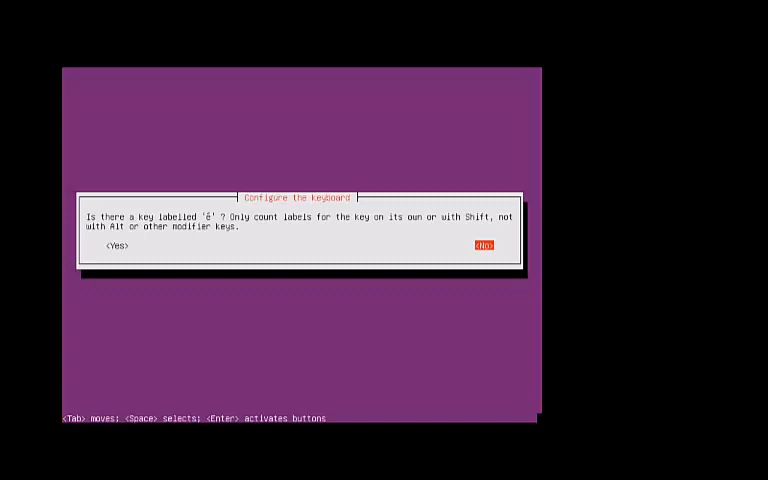 Configure the keyboard
Is there a key labelled 'é' ? Only count labels for the key on its own or with Shift, not
with Alt or other modifier keys.
<Yes> <No>
<Tab> moves; <Space> selects; <Enter> activates buttons